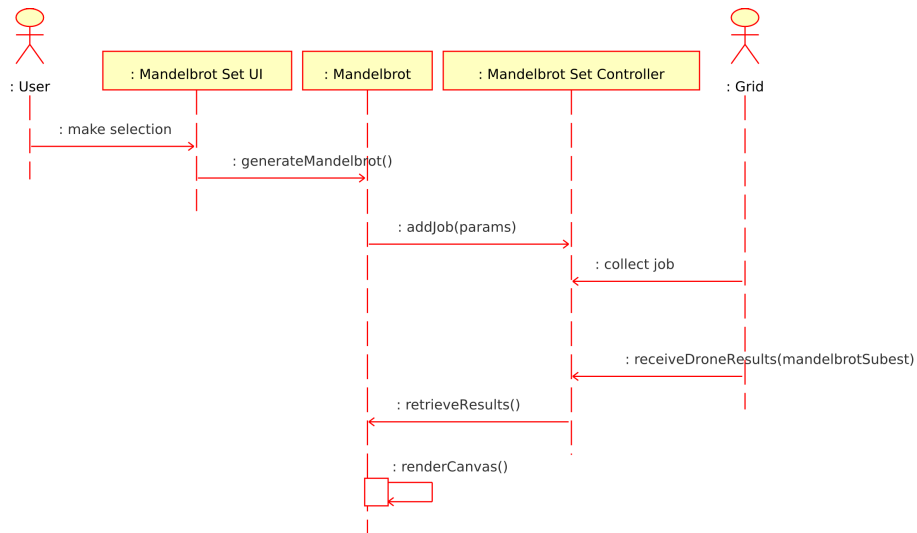 : User
: Mandelbrot Set UI
: Mandelbrot
: Mandelbrot Set Controller
: Grid
: make selection
: generateMandelbrot()
: addJob(params)
: collect job
: receiveDroneResults(mandelbrotSubest)
: retrieveResults()
: renderCanvas()